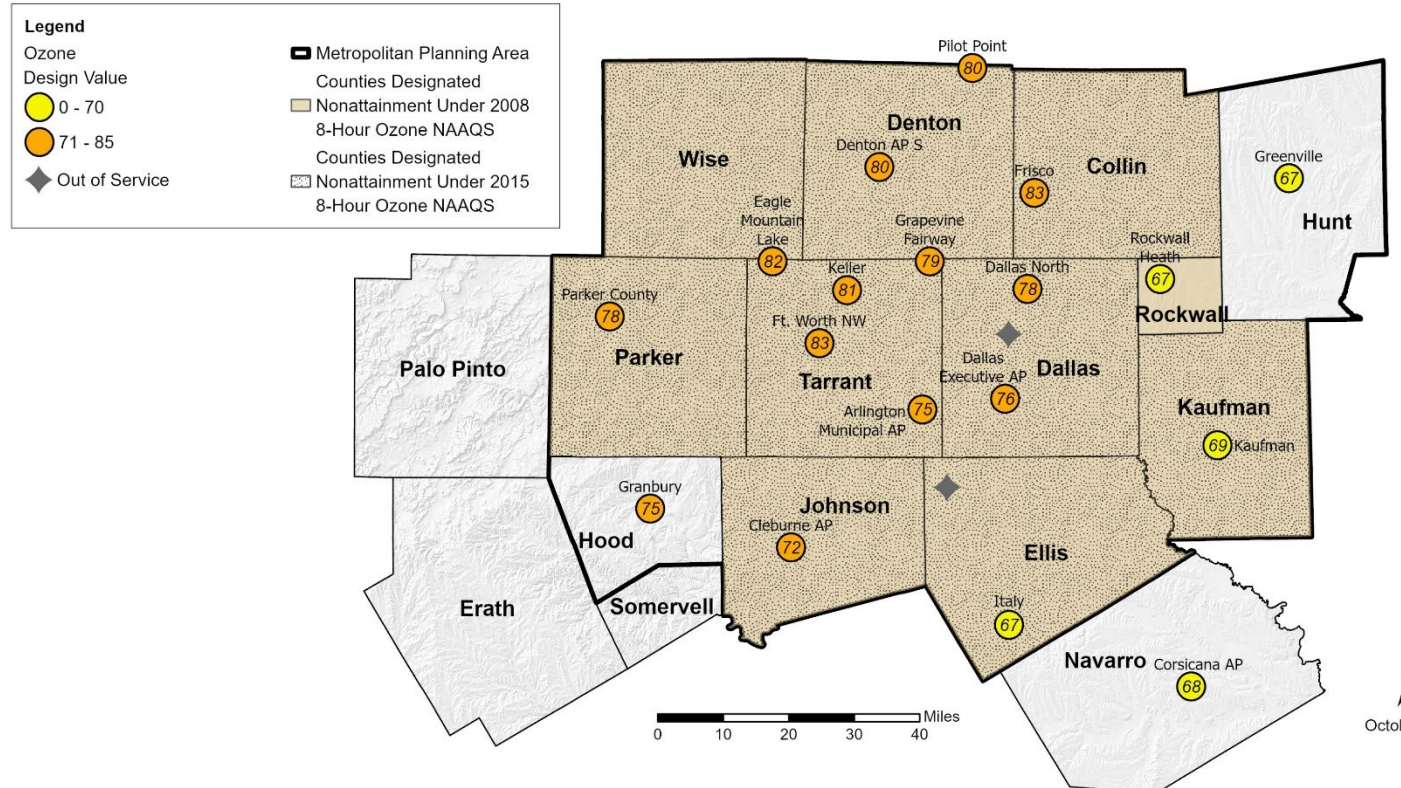 Legend
Ozone
Design Value
0 - 70
71 - 85
Out of Service
Metropolitan Planning Area
Counties Designated
Nonattainment Under 2008
8-Hour Ozone NAAQS
Counties Designated
Nonattainment Under 2015
8-Hour Ozone NAAQS
Pilot Point
80
Denton
Wise
Denton AP S
80
Collin
Frisco
83
Greenville
67
Hunt
Eagle
Mountain
Lake
82
Grapevine
Fairway
79
Rockwall
Heath
67
Rockwall
Keller
81
Dallas North
78
Parker County
78
Ft. Worth NW
83
Parker
Palo Pinto
Tarrant
Dallas
Executive AP
76
Dallas
Arlington
Municipal AP
75
Kaufman
69
Kaufman
Granbury
75
Hood
Johnson
Cleburne AP
72
Ellis
Erath
Somervell
Italy
67
Navarro
Corsicana AP
68
Miles
0 10 20 30 40